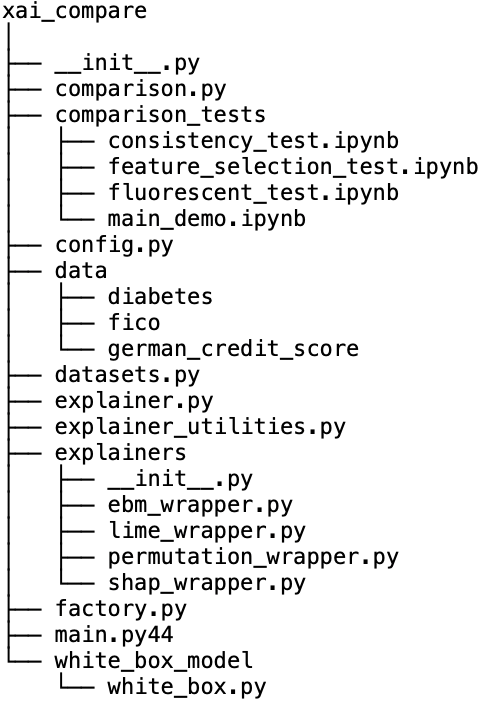 xai_compare
│
├── __init__.py
├── comparison.py
├── comparison_tests
│   ├── consistency_test.ipynb
│   ├── feature_selection_test.ipynb
│   ├── fluorescent_test.ipynb
│   └── main_demo.ipynb
├── config.py
├── data
│   ├── diabetes
│   ├── fico
│   └── german_credit_score
├── datasets.py
├── explainer.py
├── explainer_utilities.py
├── explainers
│   ├── __init__.py
│   ├── ebm_wrapper.py
│   ├── lime_wrapper.py
│   ├── permutation_wrapper.py
│   └── shap_wrapper.py
├── factory.py
├── main.py44
└── white_box_model
    └── white_box.py